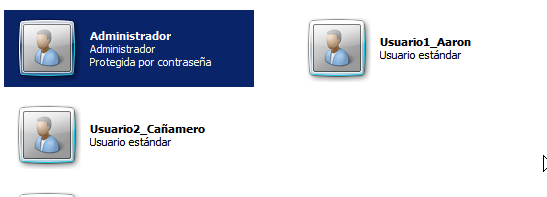 Administrador
Administrador
Protegida por contraseña
Usuario1_Aaron
Usuario estándar
Usuario2_Cañamero
Usuario estándar